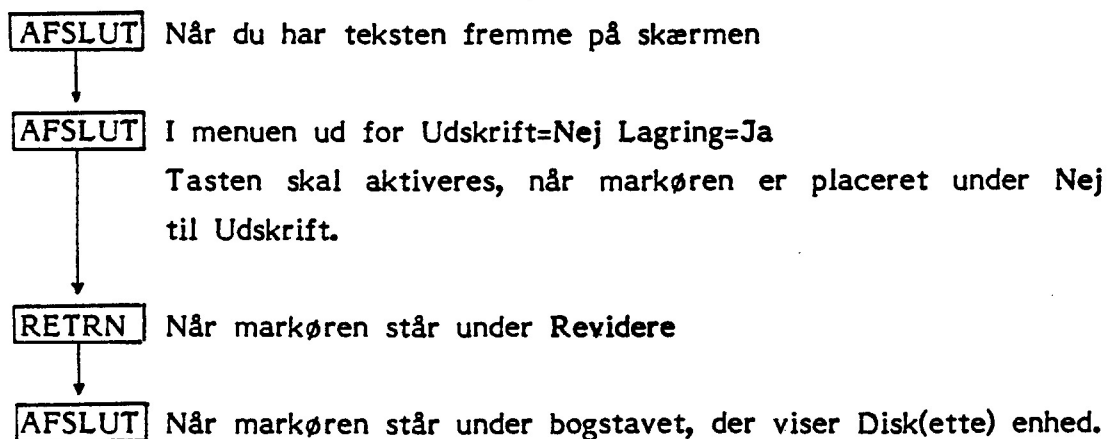 AFSLUT Når du har teksten fremme på skærmen
AFSLUT I menuen ud for Udskrift=Nej Lagring=Ja
Tasten skal aktiveres, når markøren er placeret under Nej
til Udskrift.
RETRN Når markøren står under Revidere
AFSLUT Når markøren står under bogstavet, der viser Disk(ette) enhed.